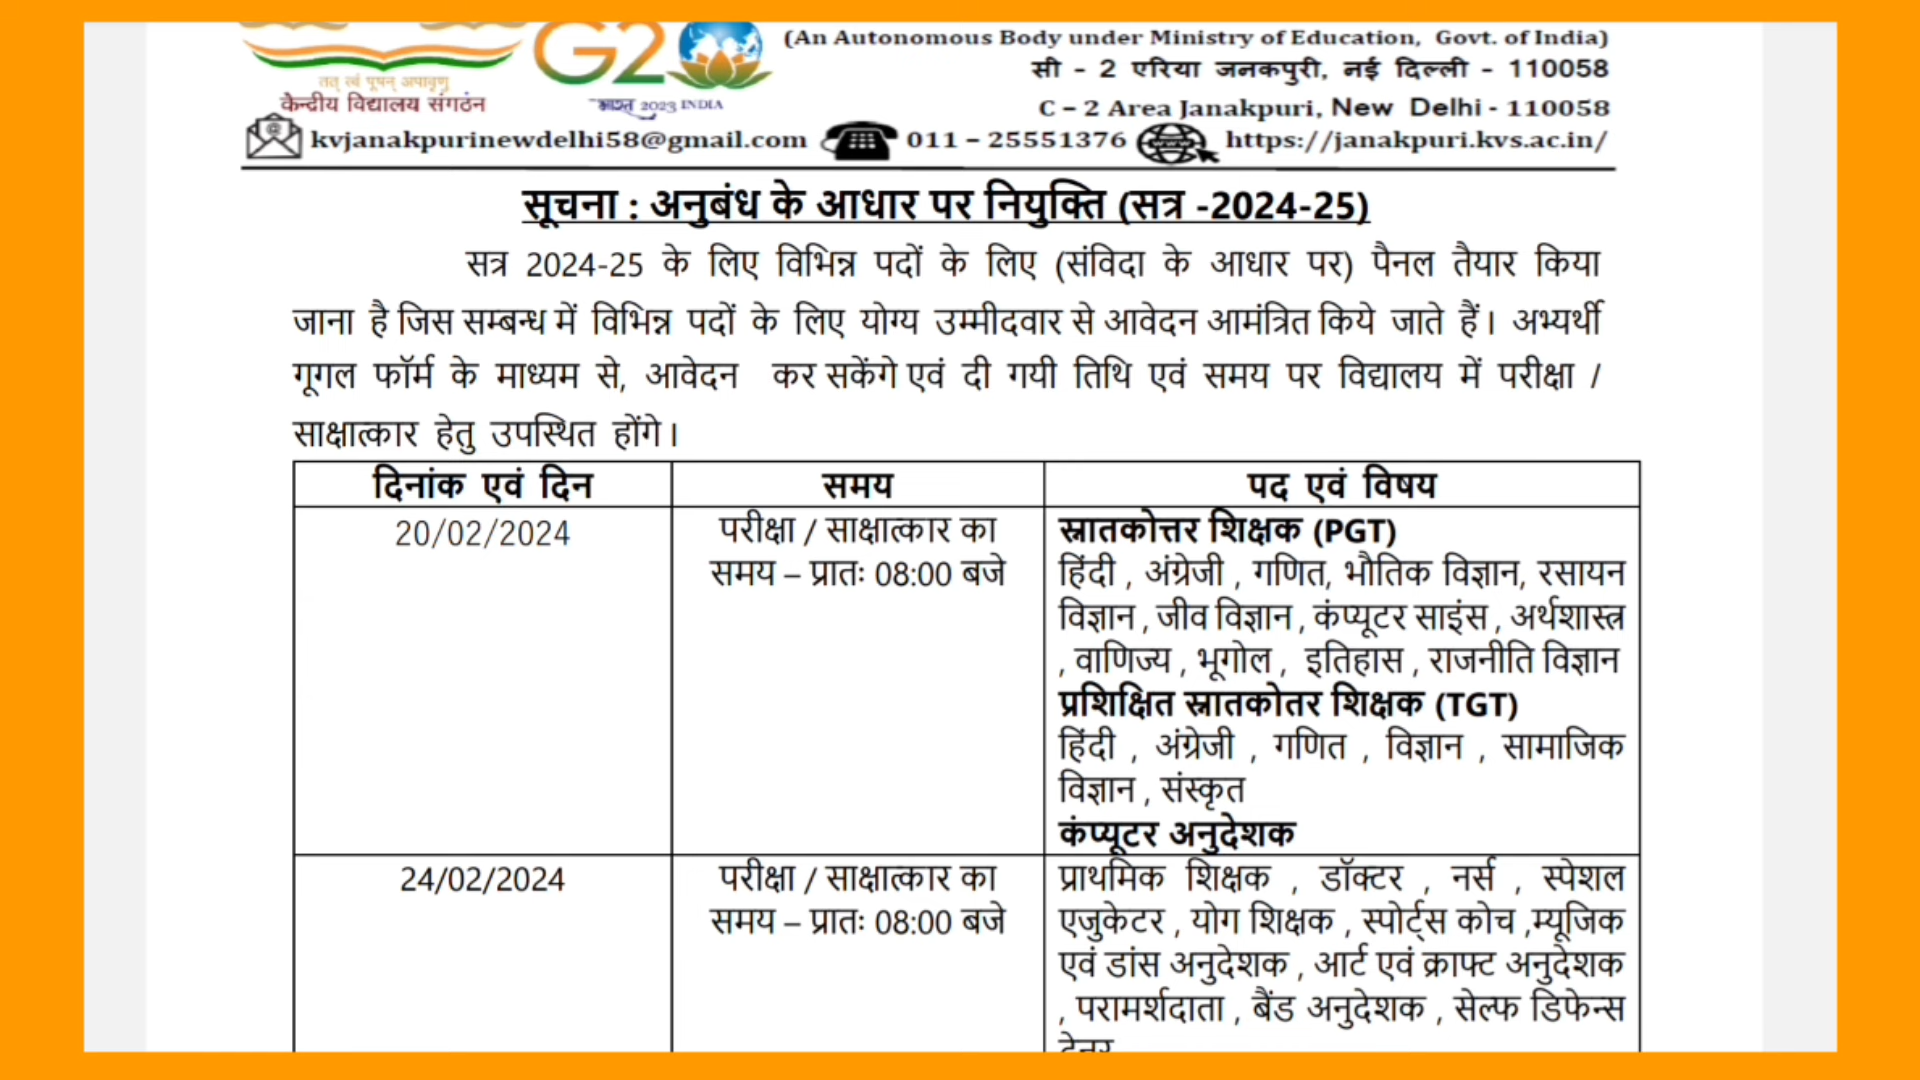 (An Autonomous Body under Ministry of Education, Govt. of India)
सी - 2 एरिया जनकपुरी, नई दिल्ली - 110058
तत् त्वं पूषन् अपावृणु
केन्द्रीय विद्यालय संगठन
G2
2023 INDIA
C – 2 Area Janakpuri, New Delhi - 110058
kvjanakpurinewdelhi58@gmail.com 011 – 25551376 https://janakpuri.kvs.ac.in/
सूचना : अनुबंध के आधार पर नियुक्ति (सत्र -2024-25)
सत्र 2024-25 के लिए विभिन्न पदों के लिए (संविदा के आधार पर) पैनल तैयार किया
जाना है जिस सम्बन्ध में विभिन्न पदों के लिए योग्य उम्मीदवार से आवेदन आमंत्रित किये जाते हैं। अभ्यर्थी
गूगल फॉर्म के माध्यम से, आवेदन कर सकेंगे एवं दी गयी तिथि एवं समय पर विद्यालय में परीक्षा /
साक्षात्कार हेतु उपस्थित होंगे।
दिनांक एवं दिन समय पद एवं विषय
20/02/2024
परीक्षा / साक्षात्कार का
समय – प्रातः 08:00 बजे
स्नातकोत्तर शिक्षक (PGT)
हिंदी , अंग्रेजी , गणित, भौतिक विज्ञान, रसायन
विज्ञान , जीव विज्ञान , कंप्यूटर साइंस , अर्थशास्त्र
, वाणिज्य , भूगोल , इतिहास , राजनीति विज्ञान
प्रशिक्षित स्नातकोतर शिक्षक (TGT)
हिंदी , अंग्रेजी , गणित , विज्ञान , सामाजिक
विज्ञान , संस्कृत
कंप्यूटर अनुदेशक
24/02/2024
परीक्षा / साक्षात्कार का
समय – प्रातः 08:00 बजे
प्राथमिक शिक्षक , डॉक्टर , नर्स , स्पेशल
एजुकेटर , योग शिक्षक , स्पोर्ट्स कोच ,म्यूजिक
एवं डांस अनुदेशक , आर्ट एवं क्राफ्ट अनुदेशक
, परामर्शदाता , बैंड अनुदेशक , सेल्फ डिफेन्स